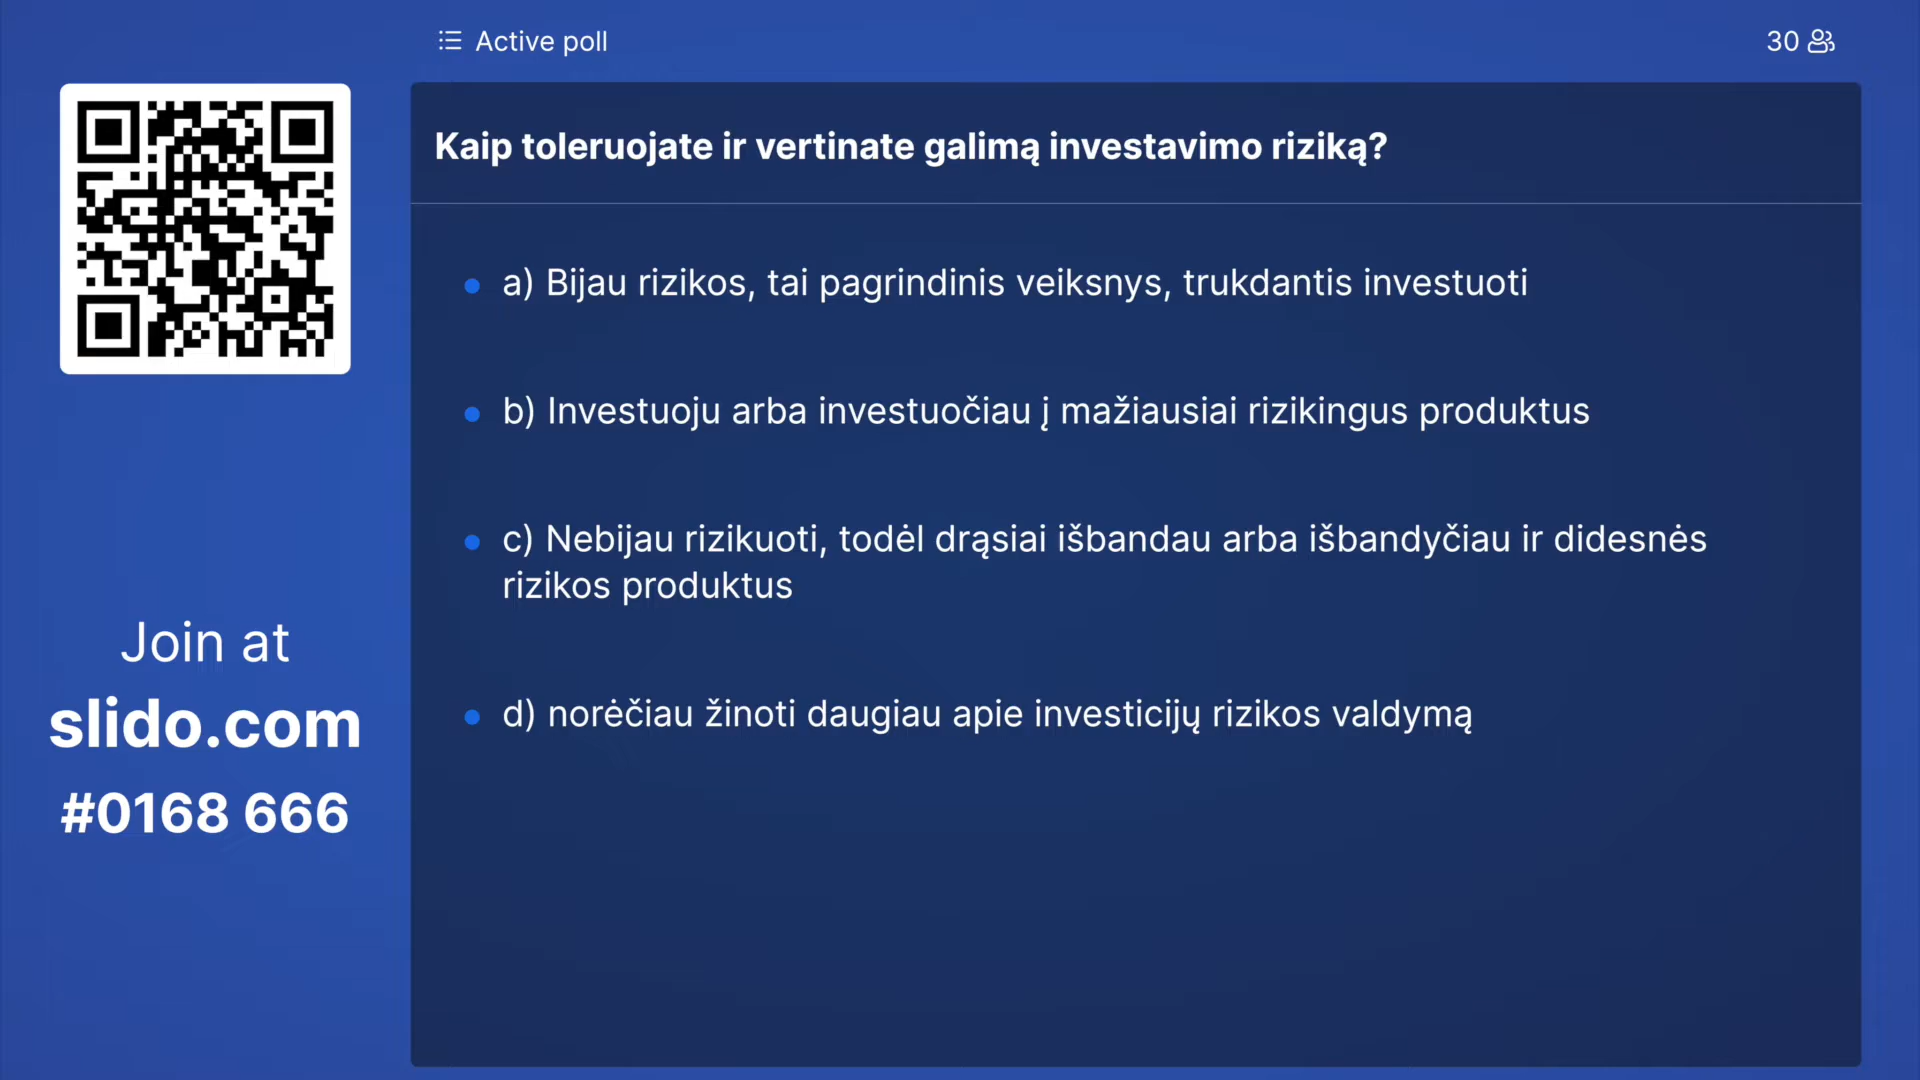 Active poll
30
Kaip toleruojate ir vertinate galimą investavimo riziką?
a) Bijau rizikos, tai pagrindinis veiksnys, trukdantis investuoti
b) Investuoju arba investuočiau į mažiausiai rizikingus produktus
c) Nebijau rizikuoti, todėl drąsiai išbandau arba išbandyčiau ir didesnės
rizikos produktus
d) norėčiau žinoti daugiau apie investicijų rizikos valdymą
Join at
slido.com
#0168 666